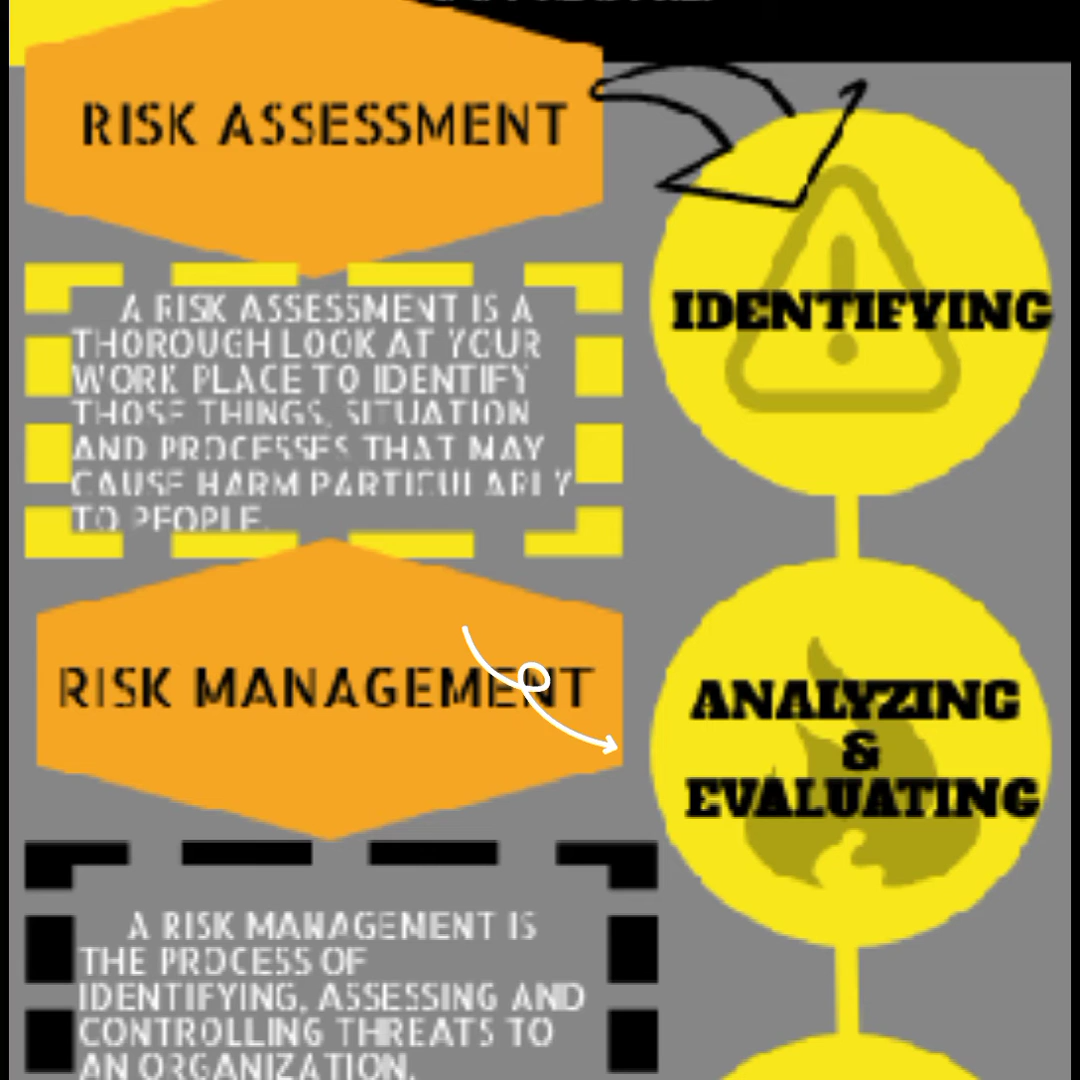 RISK ASSESSMENT
A RISK ASSESSMENT IS A
THOROUGH LOOK AT YOUR
WORK PLACE TO IDENTIFY
THOSE THINGS, SITUATION
AND PROCESSES THAT MAY
CAUSE HARM PARTICULARLY
TO PEOPLE.
RISK MANAGEMENT
A RISK MANAGEMENT IS
THE PROCESS OF
IDENTIFYING, ASSESSING AND
CONTROLLING THREATS TO
AN ORGANIZATION.
IDENTIFYING
ANALYZING
&
EVALUATING